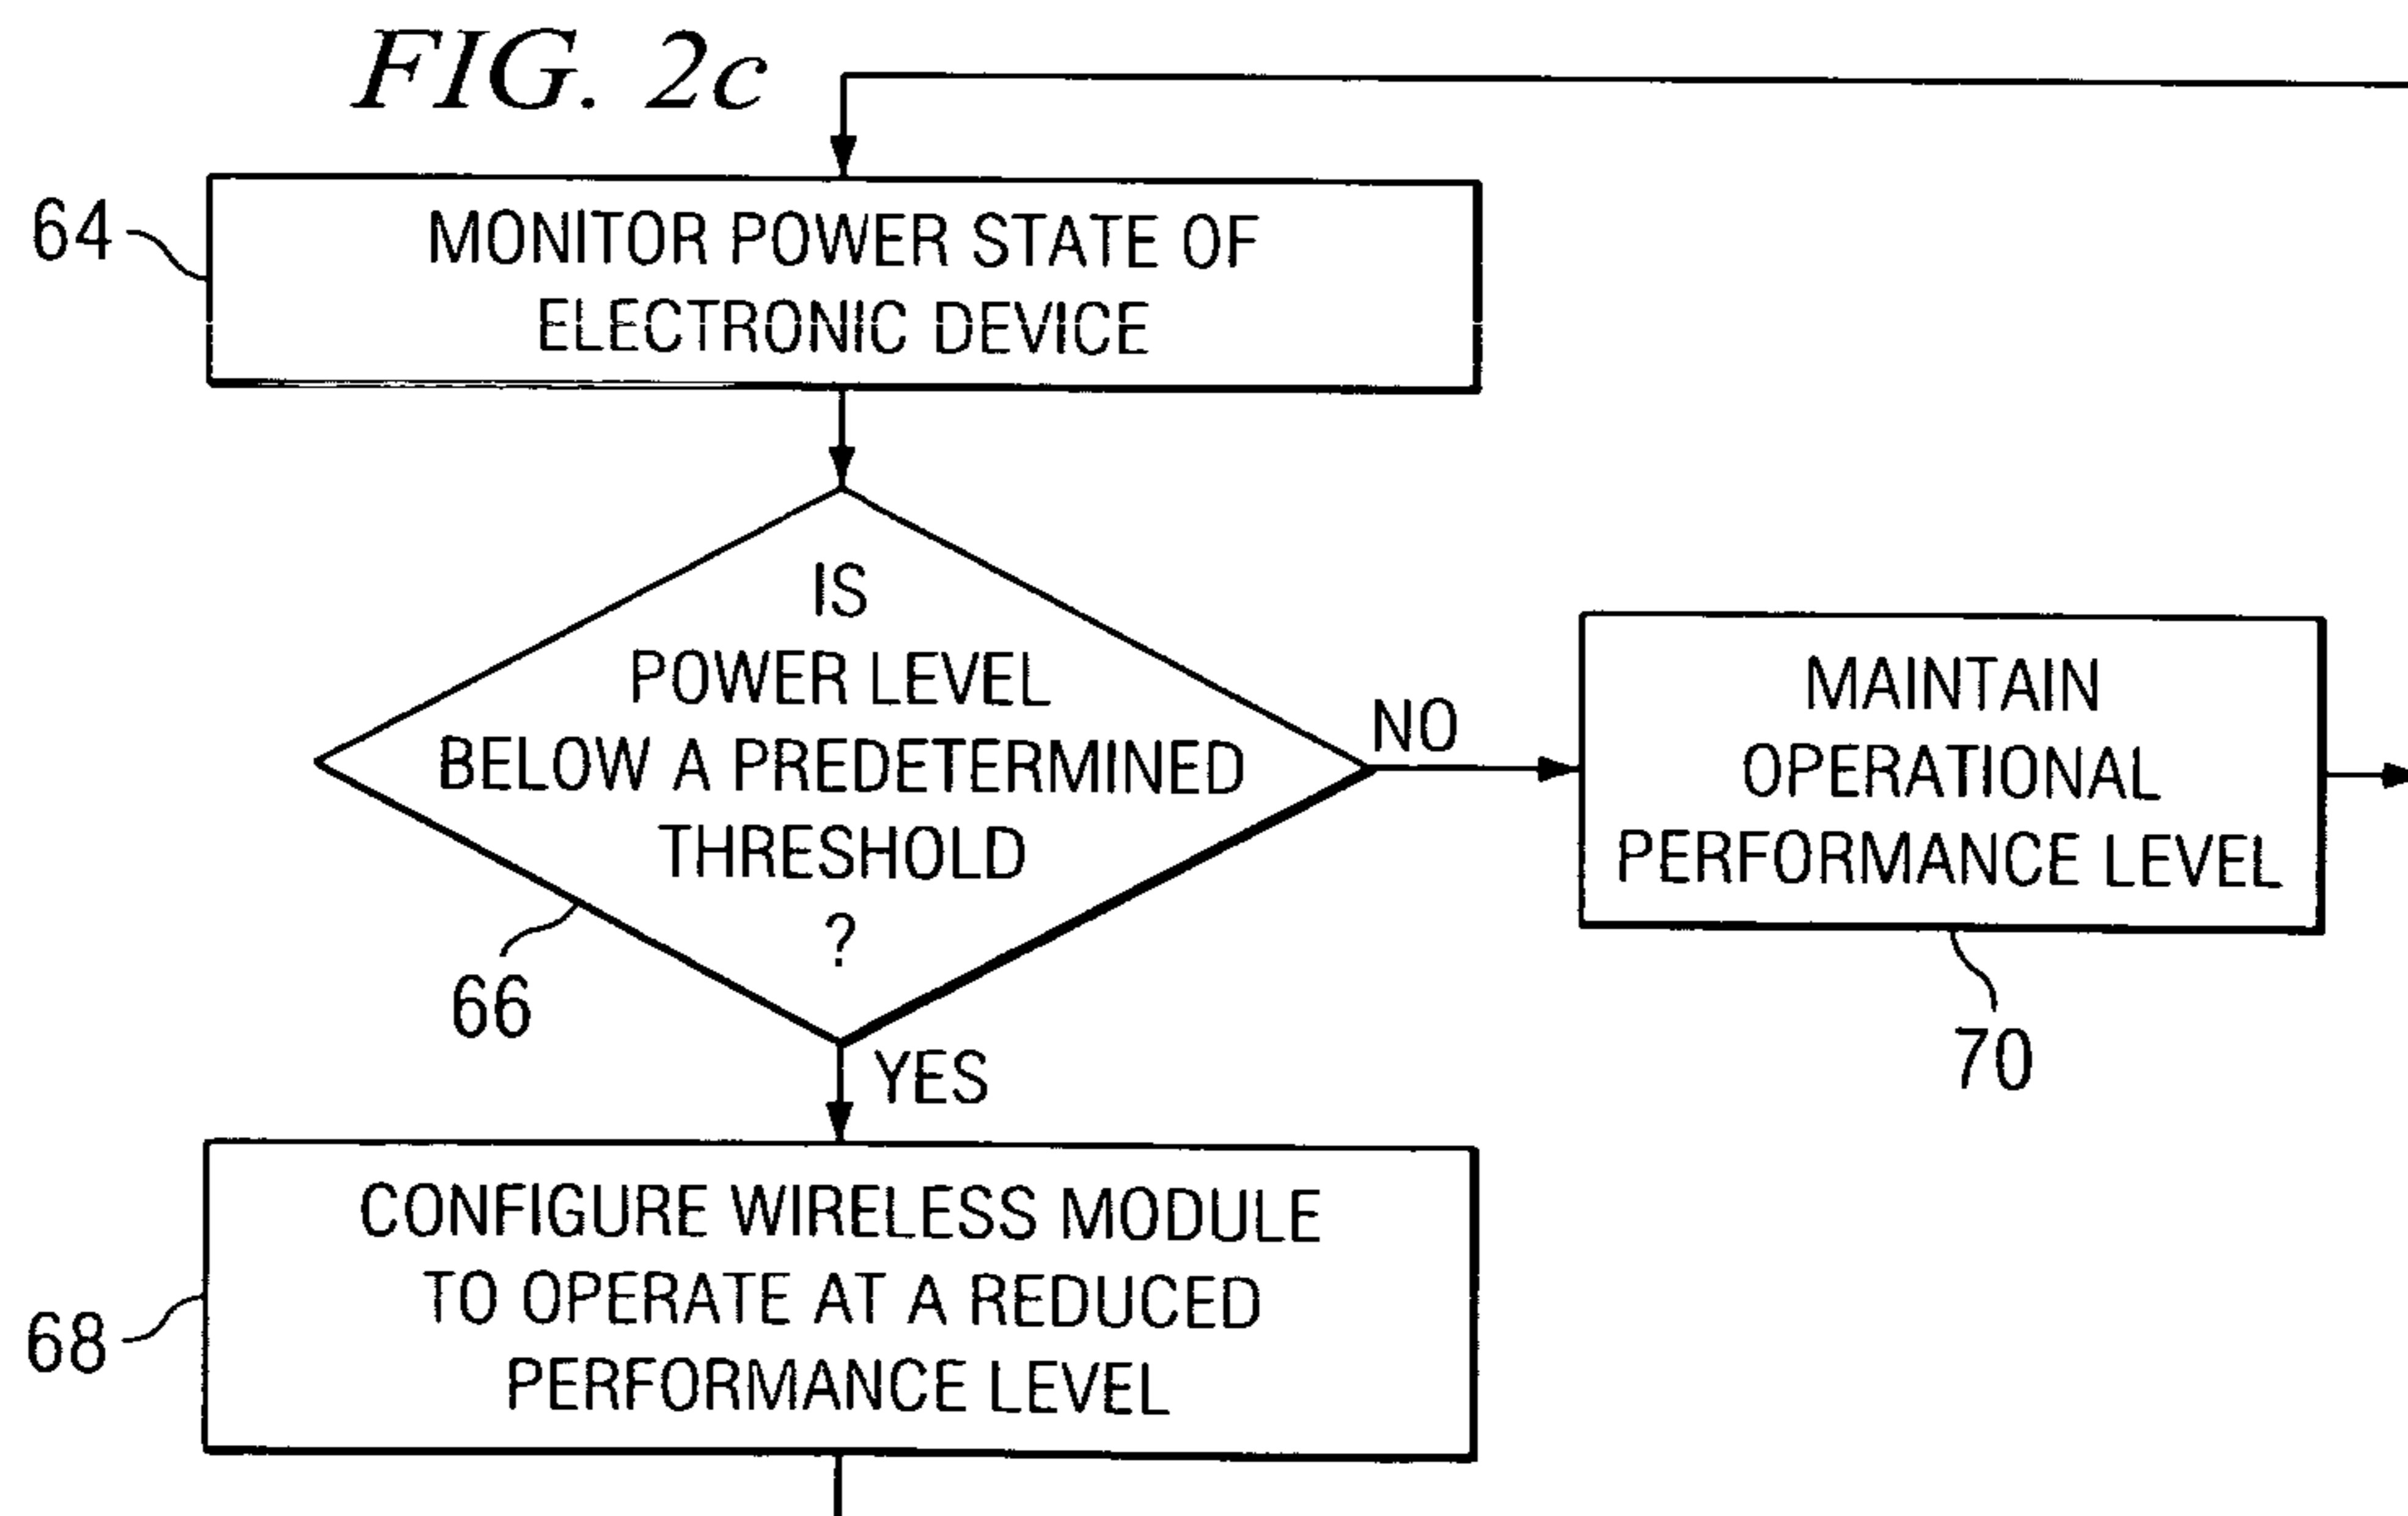 FIG. 2c
64
MONITOR POWER STATE OF
ELECTRONIC DEVICE
IS
POWER LEVEL
BELOW A PREDETERMINED
THRESHOLD
?
66
NO
MAINTAIN
OPERATIONAL
PERFORMANCE LEVEL
70
YES
68
CONFIGURE WIRELESS MODULE
TO OPERATE AT A REDUCED
PERFORMANCE LEVEL